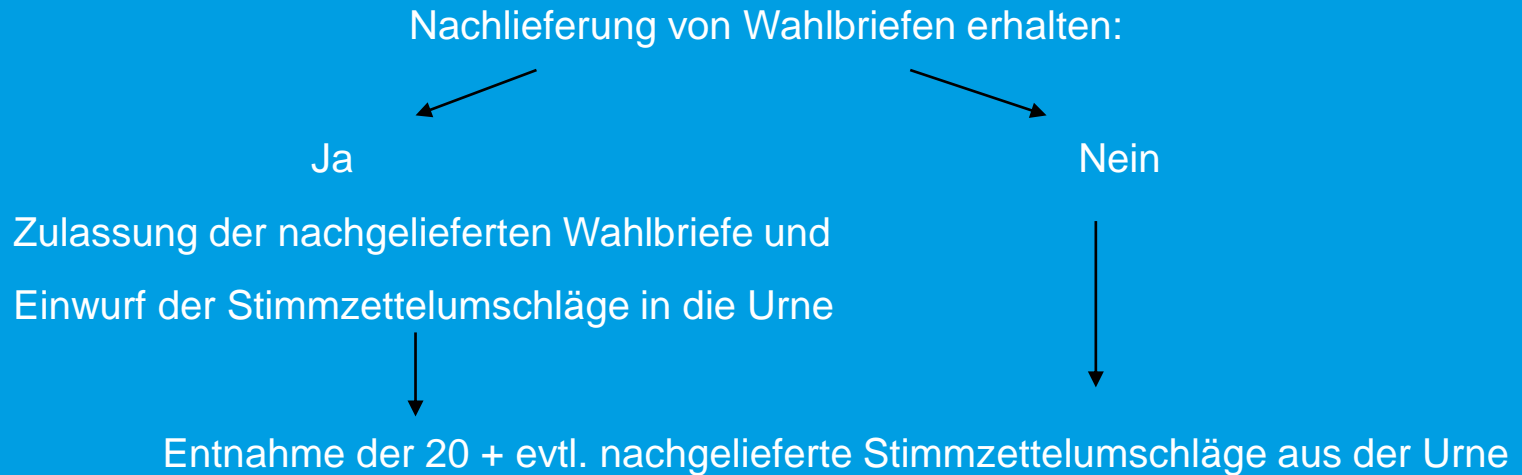 Nachlieferung von Wahlbriefen erhalten:
Ja
Nein
Zulassung der nachgelieferten Wahlbriefe und
Einwurf der Stimmzettelumschläge in die Urne
Entnahme der 20 + evtl. nachgelieferte Stimmzettelumschläge aus der Urne